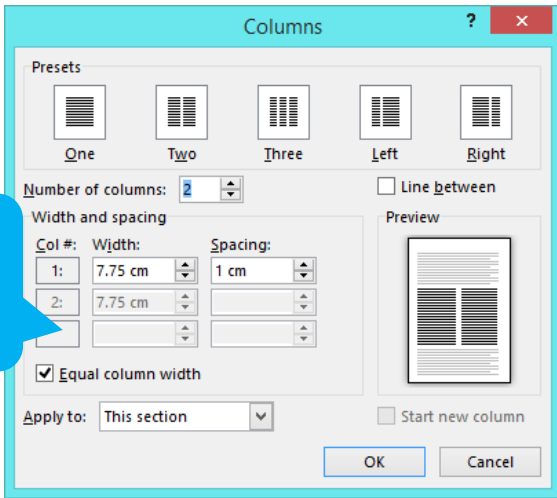 Columns ? ×
Presets
One Two Three Left Right
Number of columns: 2
Line between
Width and spacing
Col #: Width: Spacing:
1: 7.75 cm 1 cm
2: 7.75 cm
Equal column width
Preview
Apply to: This section
Start new column
OK Cancel